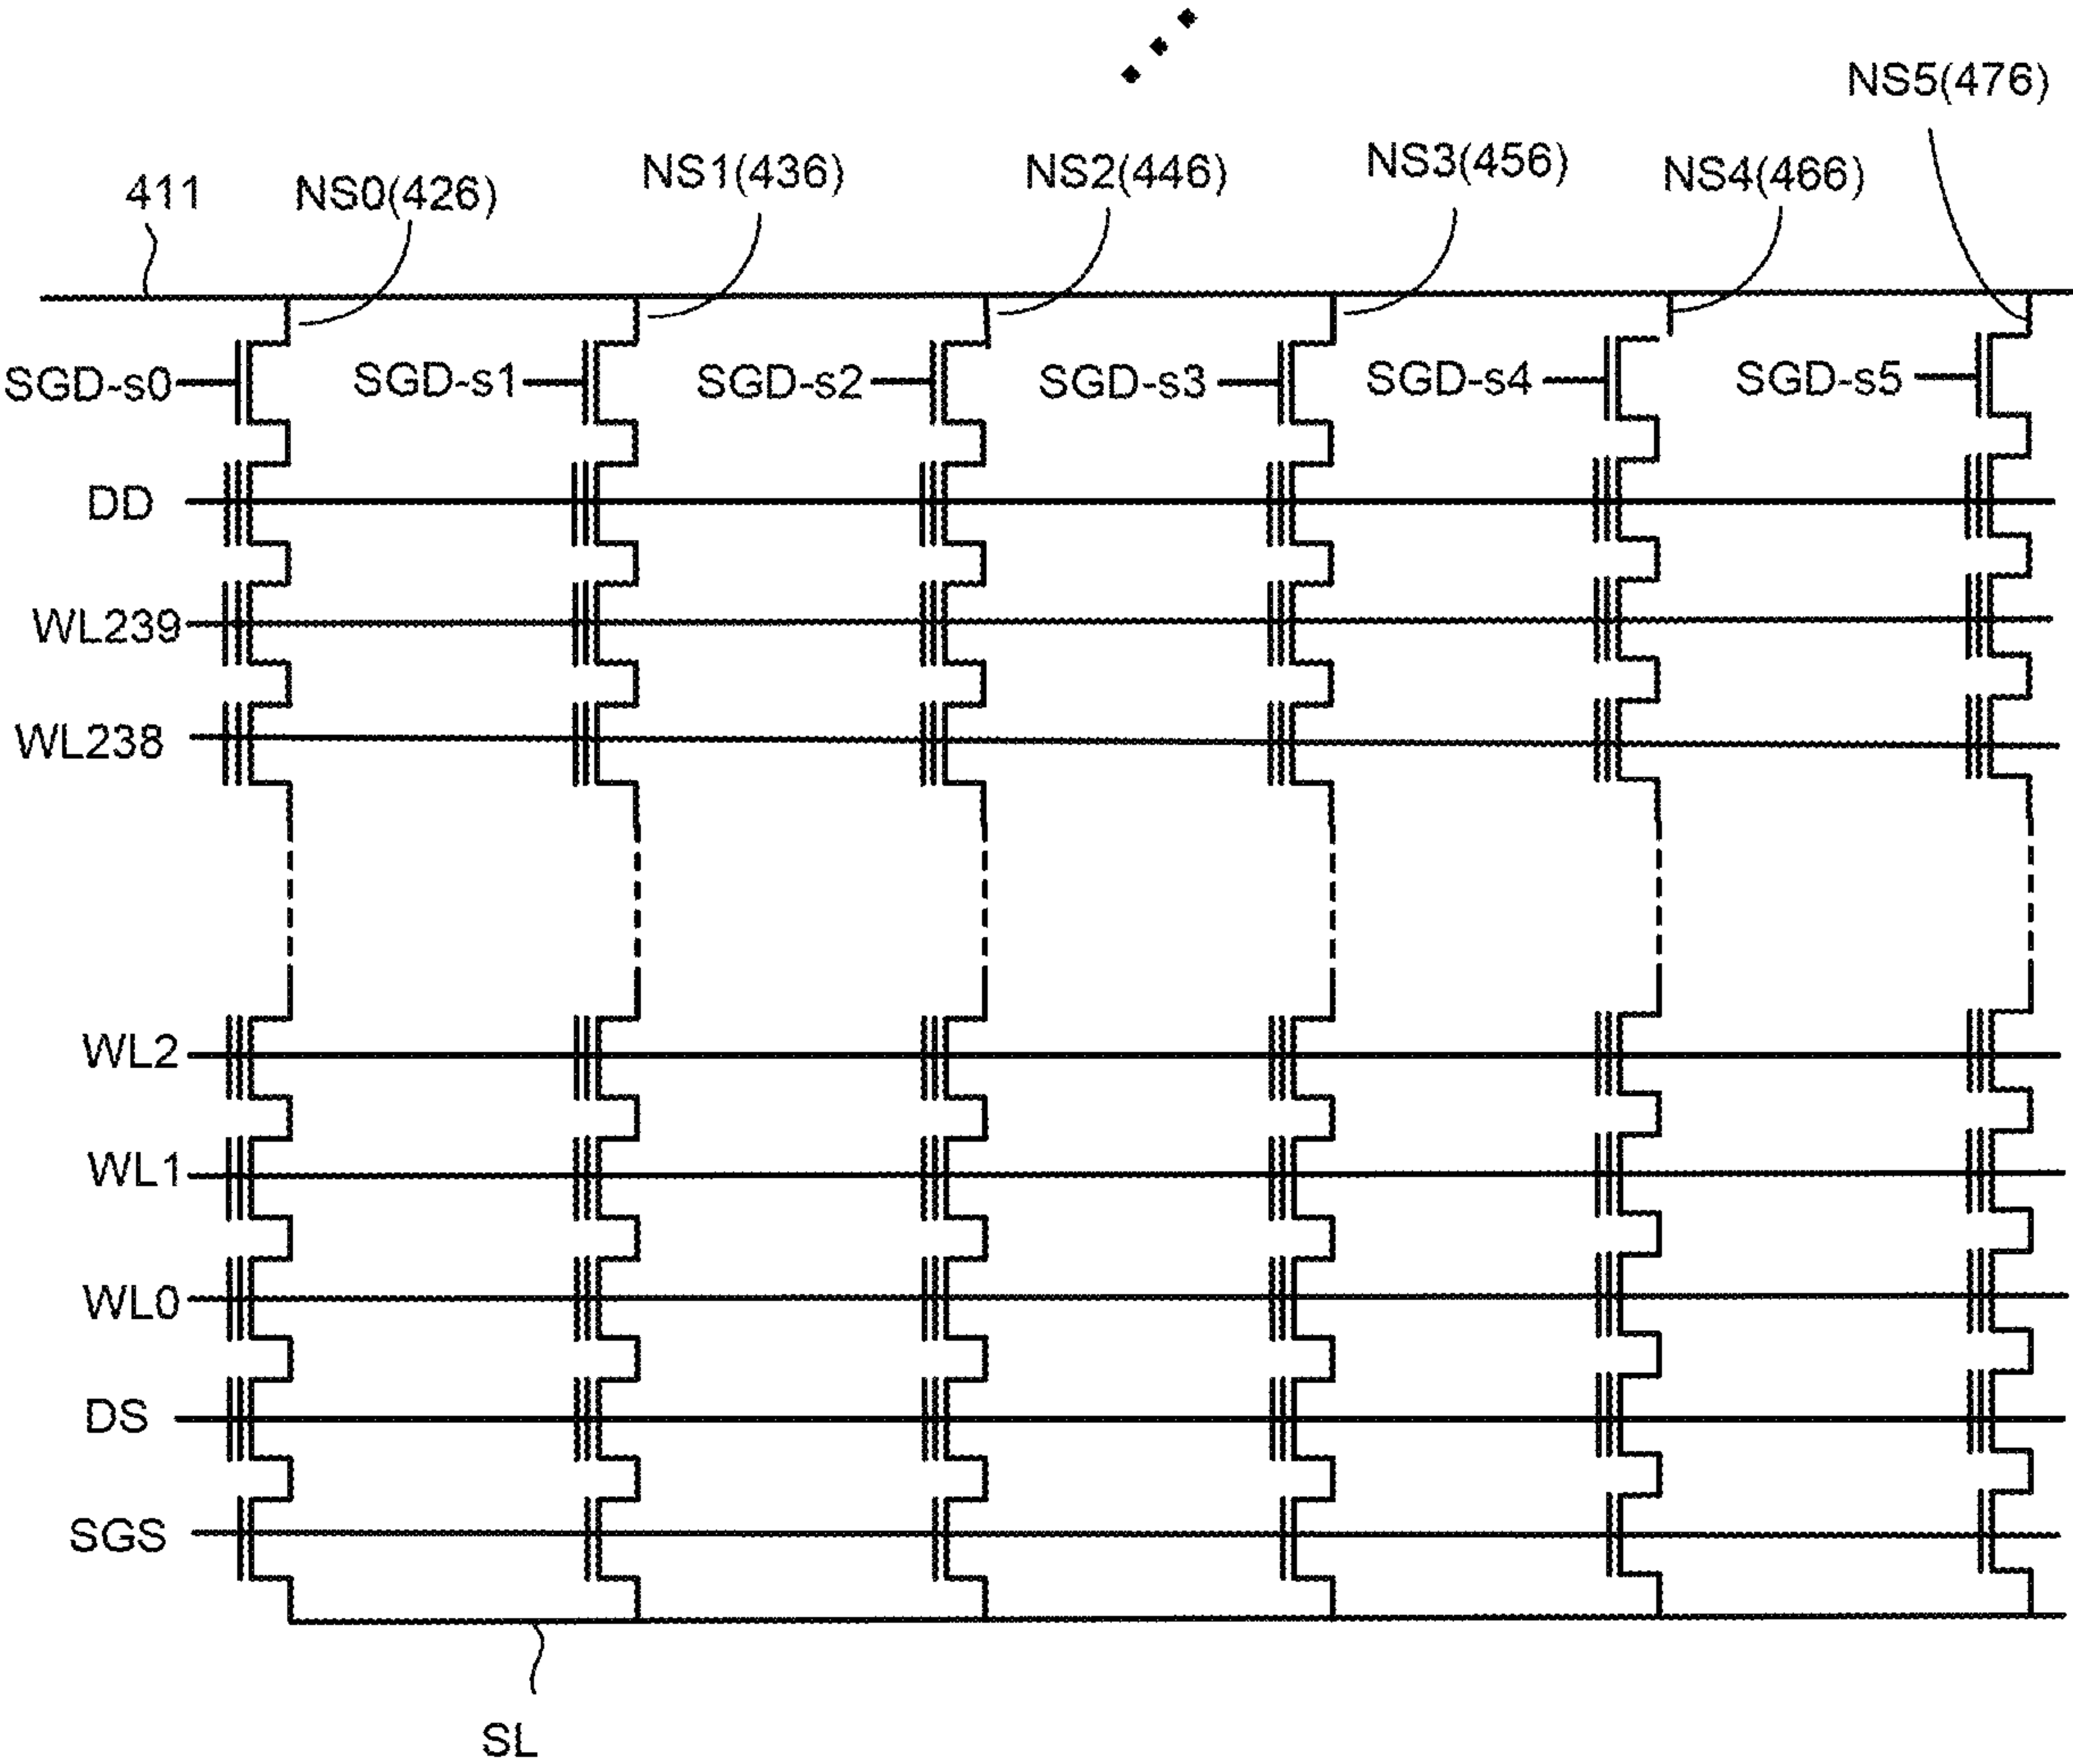 NS5(476)
411
NS0(426)
NS1(436)
NS2(446)
NS3(456)
NS4(466)
SGD-s0
SGD-s1
SGD-s2
SGD-s3
SGD-s4
SGD-s5
DD
WL239
WL238
WL2
WL1
WL0
DS
SGS
SL